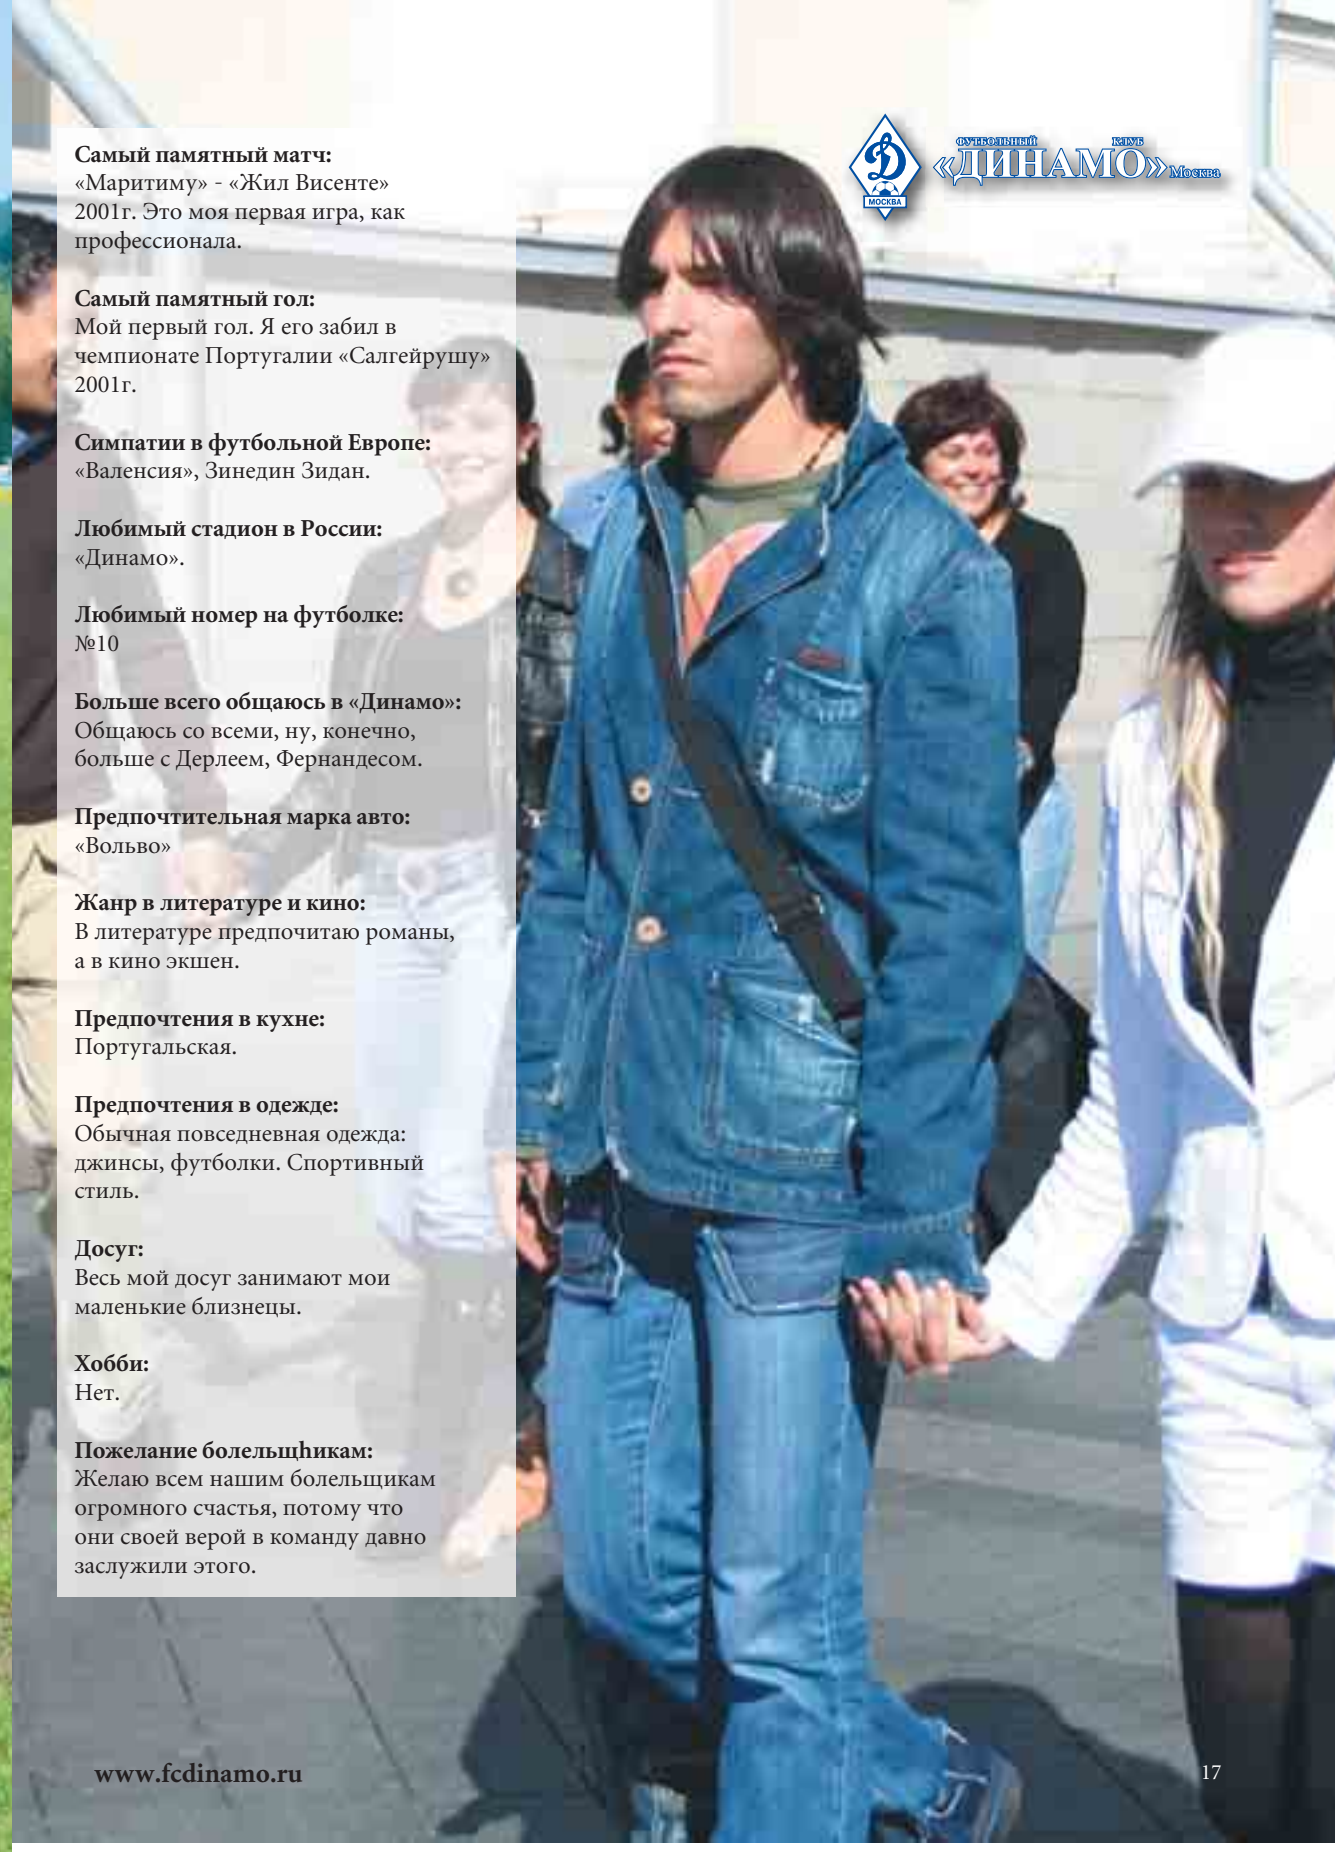 ФУТБОЛЬНЫЙ КЛУБ
«ДИНАМО» Москва
МОСКВА
Самый памятный матч:
«Маритиму» - «Жил Висенте»
2001г. Это моя первая игра, как
профессионала.
Самый памятный гол:
Мой первый гол. Я его забил в
чемпионате Португалии «Салгейрушу»
2001г.
Симпатии в футбольной Европе:
«Валенсия», Зинедин Зидан.
Любимый стадион в России:
«Динамо».
Любимый номер на футболке:
№10
Больше всего общаюсь в «Динамо»:
Общаюсь со всеми, ну, конечно,
больше с Дерлеем, Фернандесом.
Предпочтительная марка авто:
«Вольво»
Жанр в литературе и кино:
В литературе предпочитаю романы,
а в кино экшен.
Предпочтения в кухне:
Португальская.
Предпочтения в одежде:
Обычная повседневная одежда:
джинсы, футболки. Спортивный
стиль.
Досуг:
Весь мой досуг занимают мои
маленькие близнецы.
Хобби:
Нет.
Пожелание болельщhикам:
Желаю всем нашим болельщикам
огромного счастья, потому что
они своей верой в команду давно
заслужили этого.
www.fcdinamo.ru
17